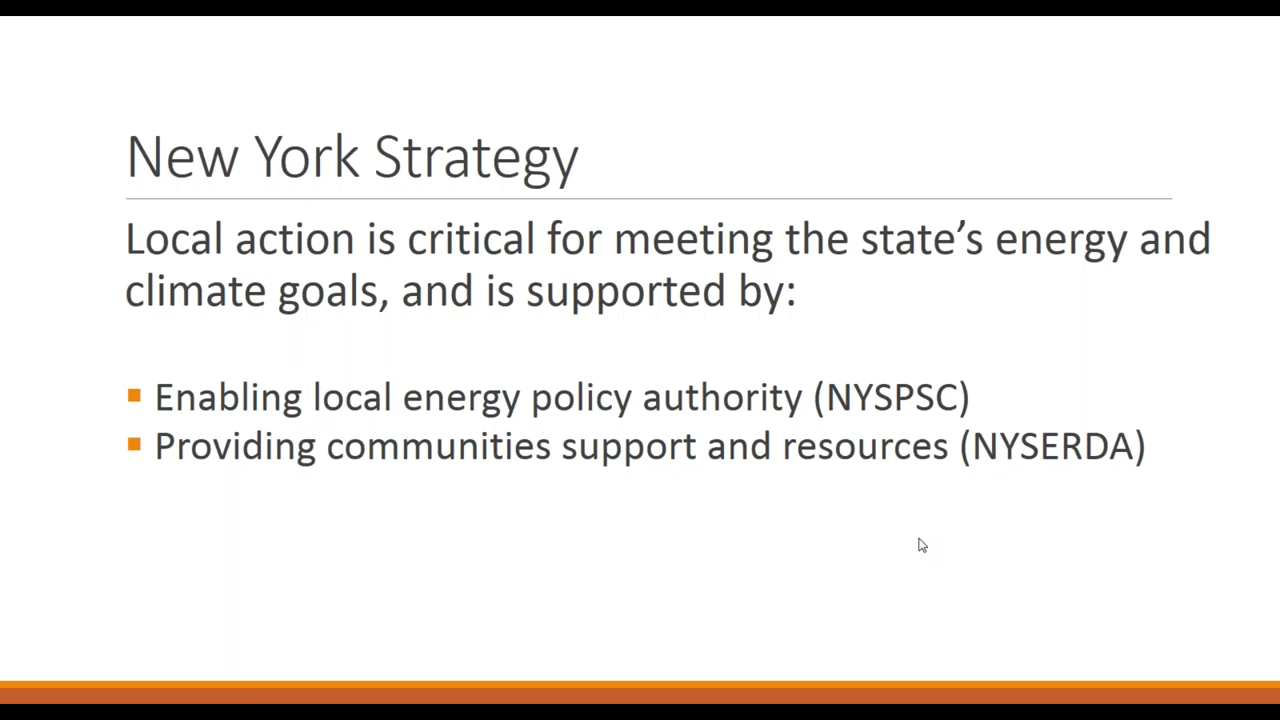 New York Strategy
Local action is critical for meeting the state’s energy and
climate goals, and is supported by:
Enabling local energy policy authority (NYSPSC)
Providing communities support and resources (NYSERDA)